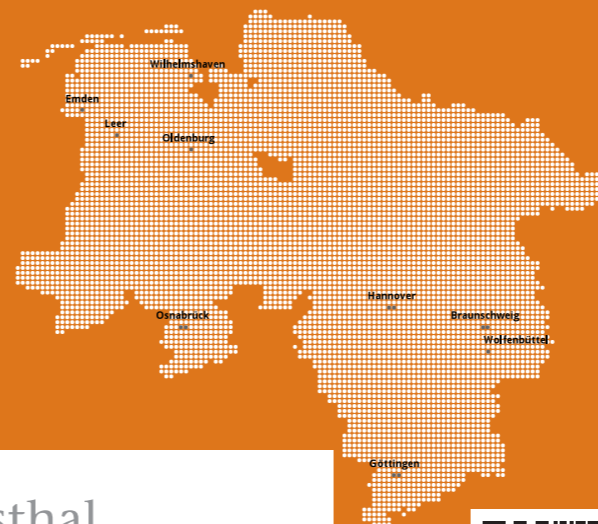 Wilhelmshaven
Emden
Leer
Oldenburg
Hannover
Osnabrück
Braunschweig
Wolfenbüttel
Göttingen
sthal